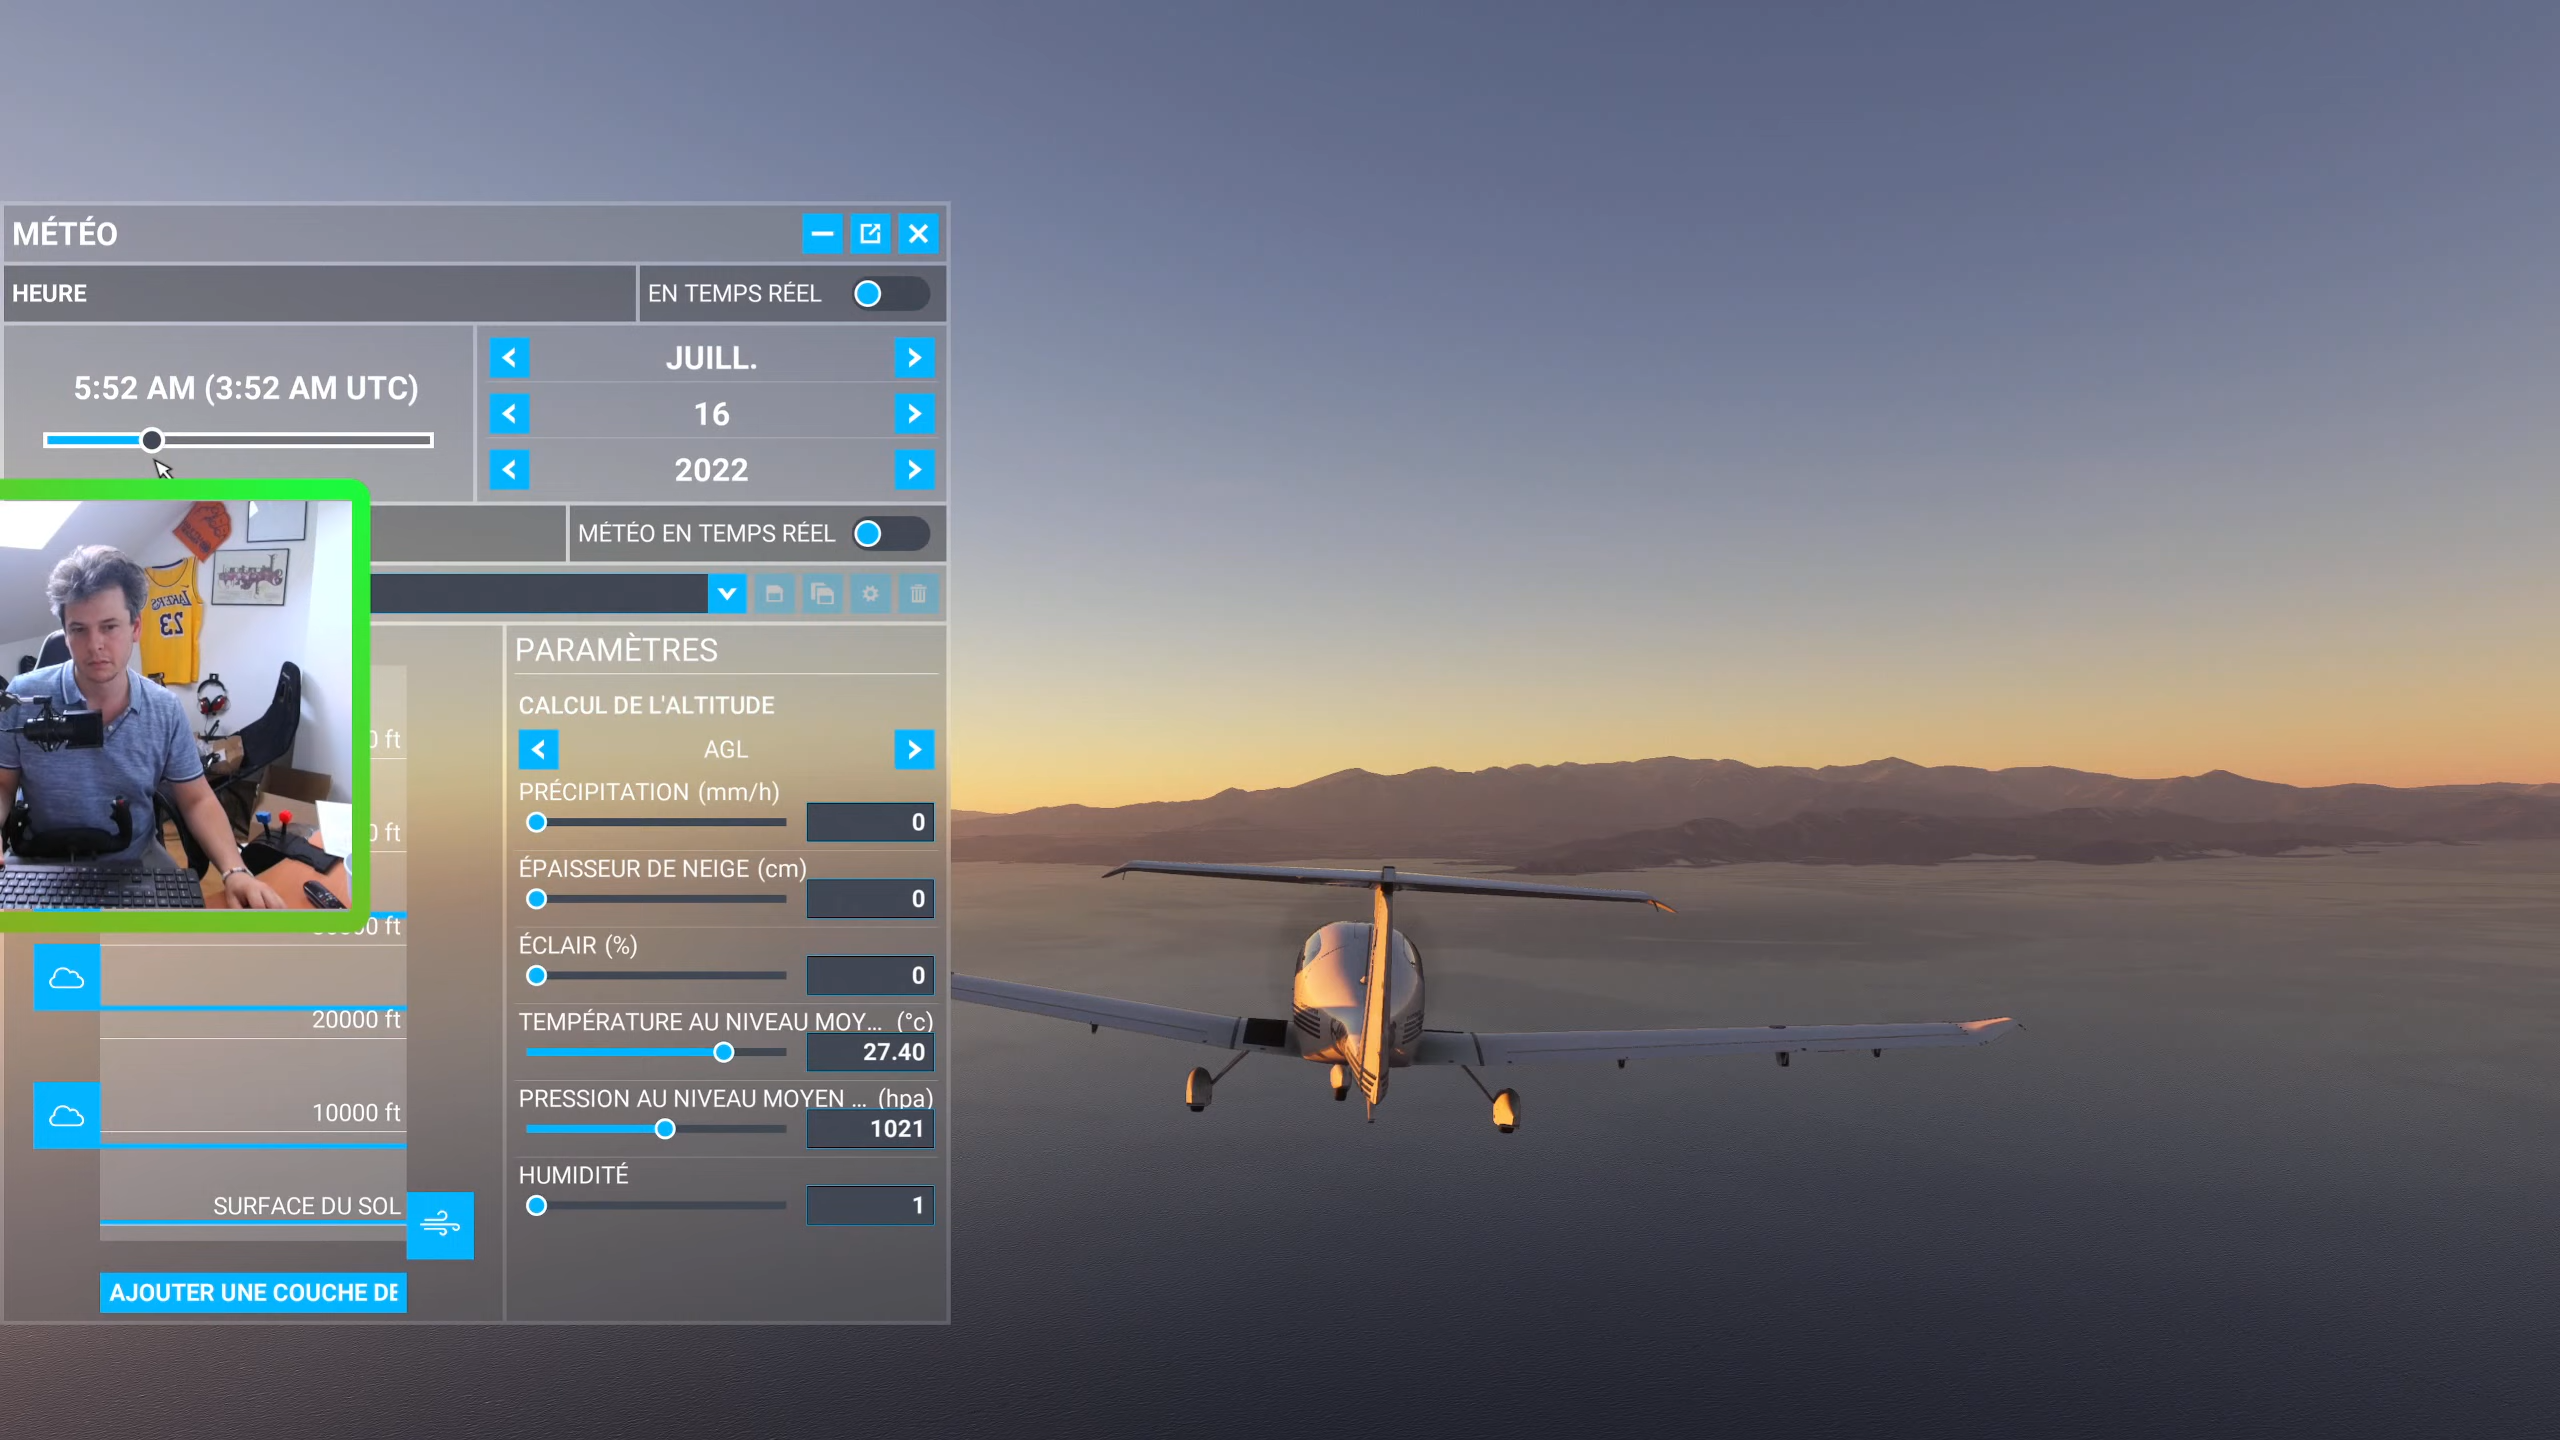 MÉTÉO
HEURE
EN TEMPS RÉEL
5:52 AM (3:52 AM UTC)
JUILL.
16
2022
MÉTÉO EN TEMPS RÉEL
LAKERS
23
PARAMÈTRES
CALCUL DE L'ALTITUDE
AGL
PRÉCIPITATION (mm/h)
0
ÉPAISSEUR DE NEIGE (cm)
0
ÉCLAIR (%)
0
TEMPÉRATURE AU NIVEAU MOY... (°c)
27.40
PRESSION AU NIVEAU MOYEN ... (hpa)
1021
HUMIDITÉ
1
ft
ft
ft
20000 ft
10000 ft
SURFACE DU SOL
AJOUTER UNE COUCHE DE